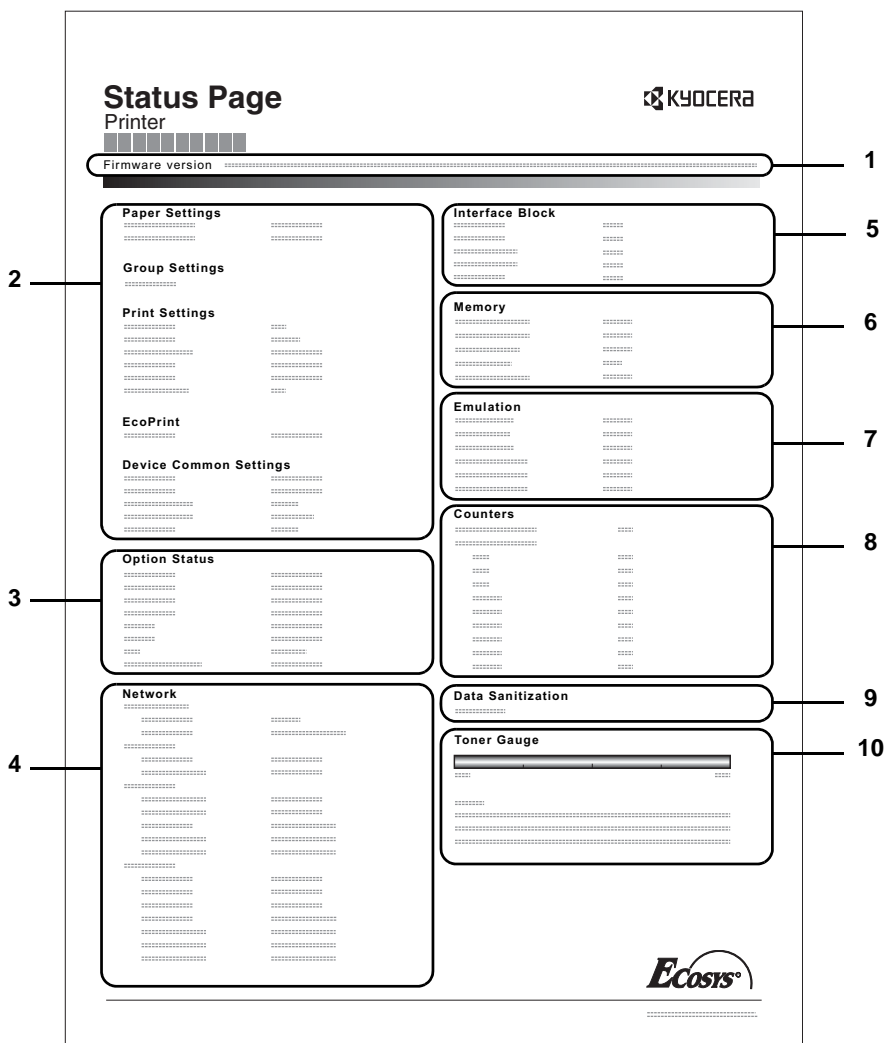 Status Page
KYOCERA
Printer
Firmware version
1
Paper Settings
Group Settings
Print Settings
EcoPrint
Device Common Settings
2
Option Status
3
Network
4
Interface Block
5
Memory
6
Emulation
7
Counters
8
Data Sanitization
9
Toner Gauge
10
ECOSYS